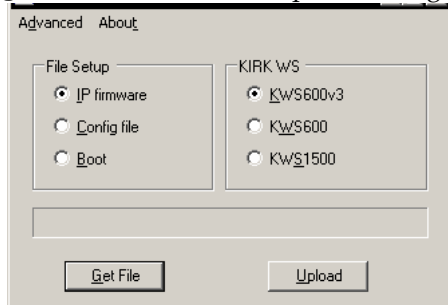 Advanced About
File Setup
KIRK WS
IP firmware
KWS600v3
Config file
KWS600
Boot
KWS1500
Get File
Upload